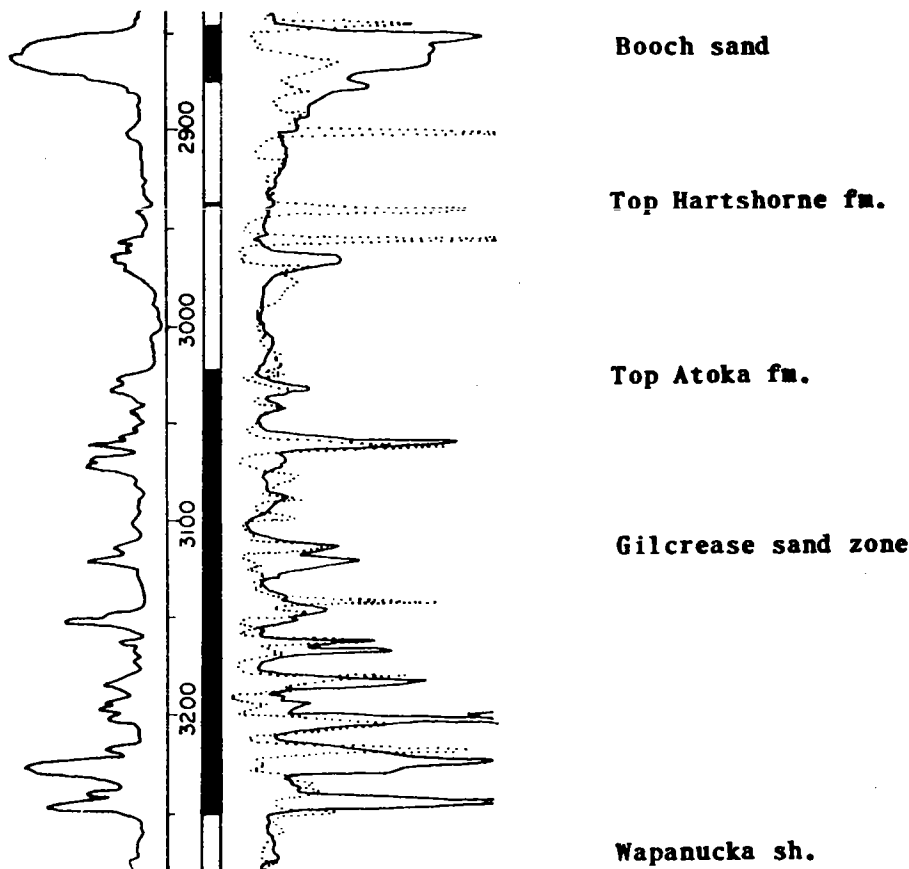 Booch sand
2900
Top Hartshorne fm.
3000
Top Atoka fm.
3100
Gilcrease sand zone
3200
Wapanucka sh.